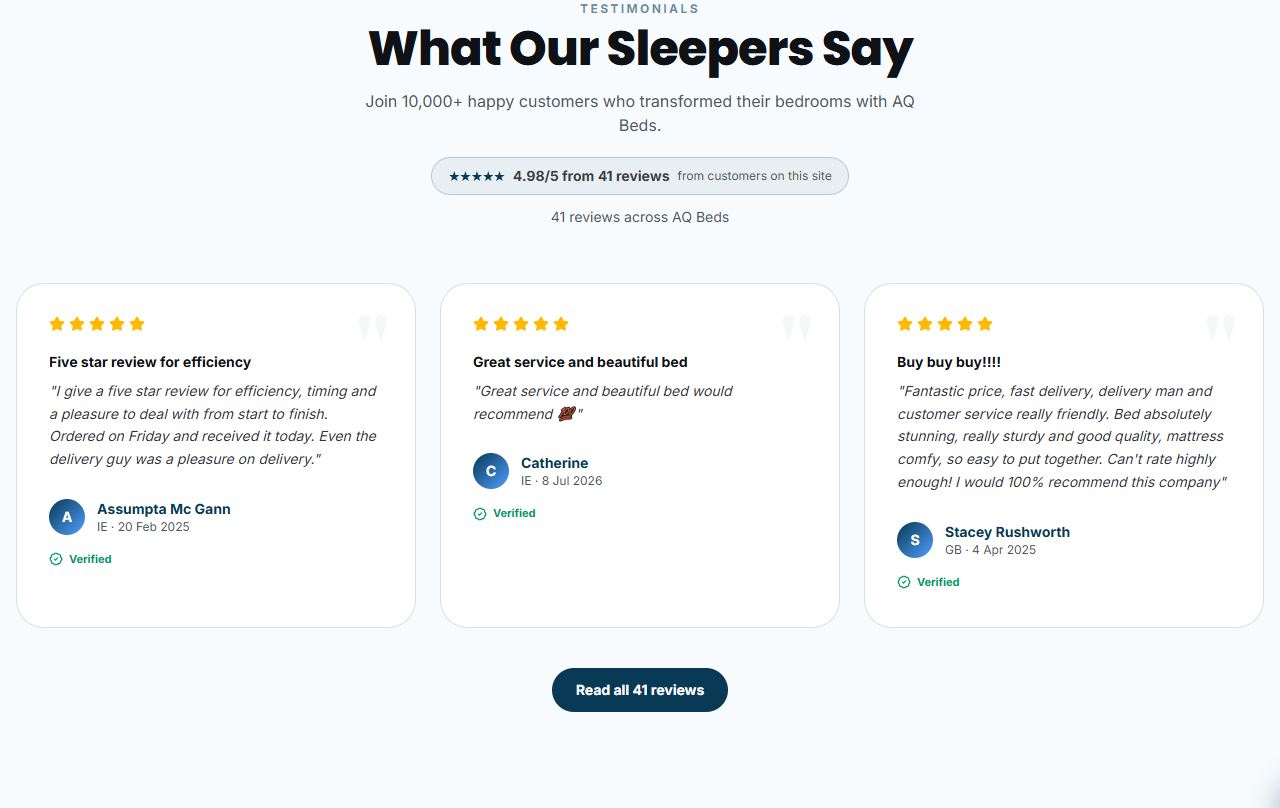 TESTIMONIALS
What Our Sleepers Say
Join 10,000+ happy customers who transformed their bedrooms with AQ
Beds.
★★★★★ 4.98/5 from 41 reviews from customers on this site
41 reviews across AQ Beds
Five star review for efficiency
"I give a five star review for efficiency, timing and
a pleasure to deal with from start to finish.
Ordered on Friday and received it today. Even the
delivery guy was a pleasure on delivery."
A
Assumpta Mc Gann
IE · 20 Feb 2025
Verified
Great service and beautiful bed
"Great service and beautiful bed would
recommend 💯"
C
Catherine
IE · 8 Jul 2026
Verified
Buy buy buy!!!!
"Fantastic price, fast delivery, delivery man and
customer service really friendly. Bed absolutely
stunning, really sturdy and good quality, mattress
comfy, so easy to put together. Can't rate highly
enough! I would 100% recommend this company"
S
Stacey Rushworth
GB · 4 Apr 2025
Verified
Read all 41 reviews